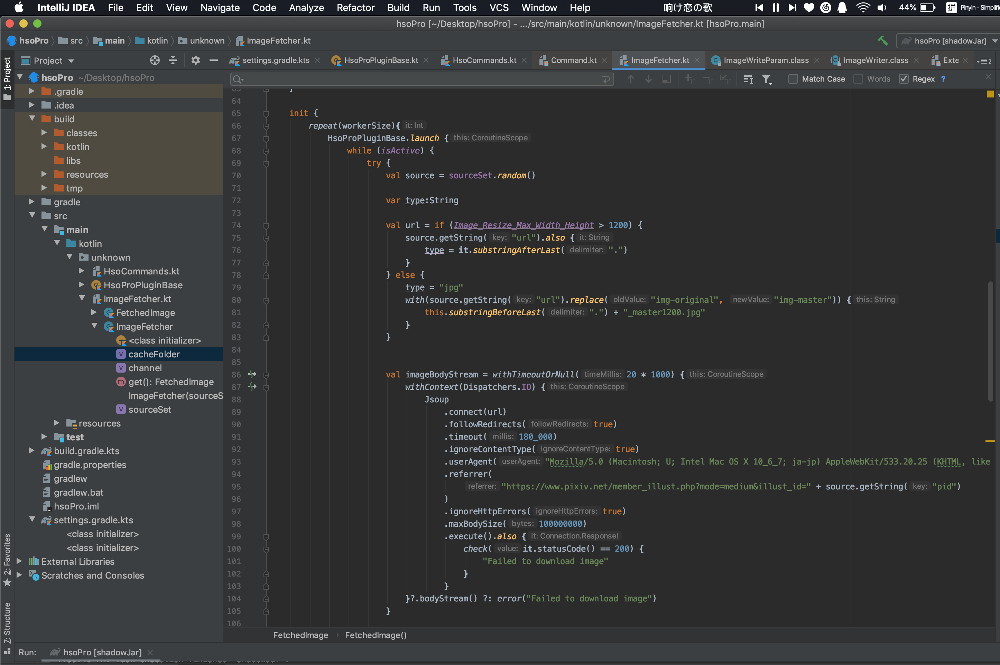 IntelliJ IDEA File Edit View Navigate Code Analyze Refactor Build Run Tools VCS Window Help 响け恋の歌 44% 拼 Pinyin - Simplifie
hsoPro [~/Desktop/hsoPro] - .../src/main/kotlin/unknown/ImageFetcher.kt [hsoPro.main]
hsoPro src main kotlin unknown ImageFetcher.kt hsoPro [shadowJar]
Project settings.gradle.kts HsoProPluginBase.kt HsoCommands.kt Command.kt ImageFetcher.kt ImageWriteParam.class ImageWriter.class Exte 2
Match Case Words Regex ?
1: Project
2: Favorites
7: Structure
hsoPro ~/Desktop/hsoPro
.gradle
.idea
build
classes
kotlin
libs
resources
tmp
gradle
src
main
kotlin
unknown
HsoCommands.kt
HsoProPluginBase
ImageFetcher.kt
FetchedImage
ImageFetcher
<class initializer>
cacheFolder
channel
get(): FetchedImage
ImageFetcher(sourceS
sourceSet
resources
test
build.gradle.kts
gradle.properties
gradlew
gradlew.bat
hsoPro.iml
settings.gradle.kts
<class initializer>
<class initializer>
External Libraries
Scratches and Consoles
63 }
64
65 init {
66 repeat(workerSize){ it: Int
67 HsoProPluginBase.launch { this: CoroutineScope
68 while (isActive) {
69 try {
70 val source = sourceSet.random()
71
72 var type:String
73
74 val url = if (Image_Resize_Max_Width_Height > 1200) {
75 source.getString( key: "url").also { it: String
76 type = it.substringAfterLast( delimiter: ".")
77 }
78 } else {
79 type = "jpg"
80 with(source.getString( key: "url").replace( oldValue: "img-original", newValue: "img-master")) { this: String
81 this.substringBeforeLast( delimiter: ".") + "_master1200.jpg"
82 }
83 }
84
85
86 val imageBodyStream = withTimeoutOrNull( timeMillis: 20 * 1000) { this: CoroutineScope
87 withContext(Dispatchers.IO) { this: CoroutineScope
88 Jsoup
89 .connect(url)
90 .followRedirects( followRedirects: true)
91 .timeout( millis: 180_000)
92 .ignoreContentType( ignoreContentType: true)
93 .userAgent( userAgent: "Mozilla/5.0 (Macintosh; U; Intel Mac OS X 10_6_7; ja-jp) AppleWebKit/533.20.25 (KHTML, like
94 .referrer(
95 referrer: "https://www.pixiv.net/member_illust.php?mode=medium&illust_id=" + source.getString( key: "pid")
96 )
97 .ignoreHttpErrors( ignoreHttpErrors: true)
98 .maxBodySize( bytes: 100000000)
99 .execute().also { it: Connection.Response!
100 check( value: it.statusCode() == 200) {
101 "Failed to download image"
102 }
103 }
104 }?.bodyStream() ?: error("Failed to download image")
105 }
106
FetchedImage › FetchedImage()
Run: hsoPro [shadowJar]